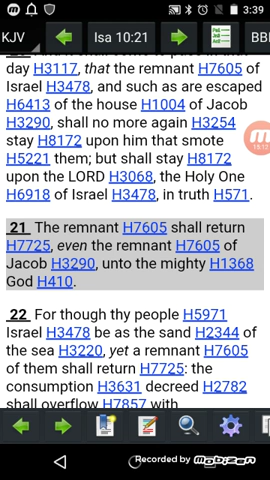 3:39
KJV
Isa 10:21
BB
day H3117, that the remnant H7605 of
Israel H3478, and such as are escaped
H6413 of the house H1004 of Jacob
H3290, shall no more again H3254
stay H8172 upon him that smote
H5221 them; but shall stay H8172
upon the LORD H3068, the Holy One
H6918 of Israel H3478, in truth H571.
21 The remnant H7605 shall return
H7725, even the remnant H7605 of
Jacob H3290, unto the mighty H1368
God H410.
22 For though thy people H5971
Israel H3478 be as the sand H2344 of
the sea H3220, yet a remnant H7605
of them shall return H7725: the
consumption H3631 decreed H2782
shall overflow H7857 with
Recorded by mobizen